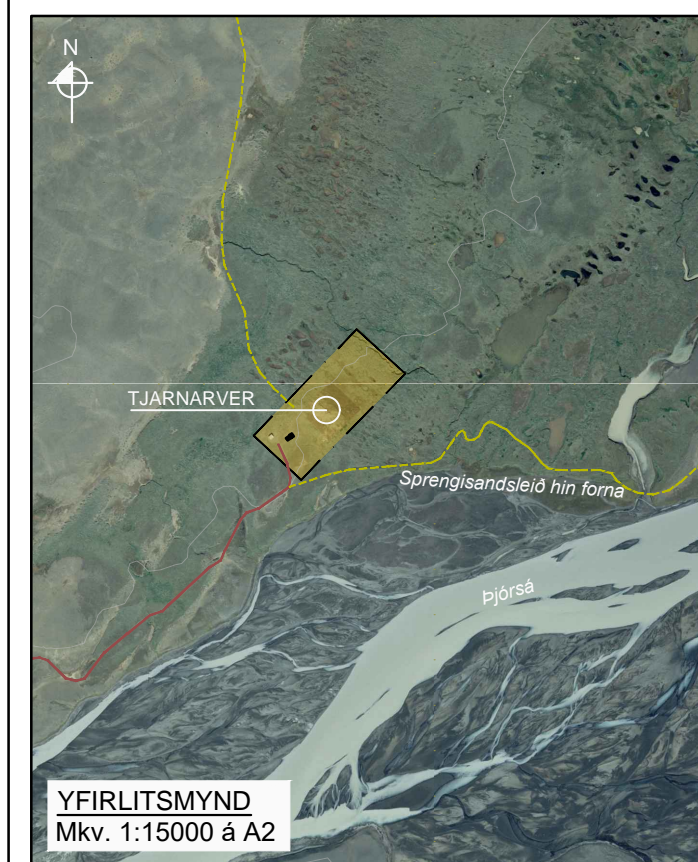 N
TJARNARVER
Sprengisandsleið hin forna
Þjórsá
YFIRLITSMYND
Mkv. 1:15000 á A2